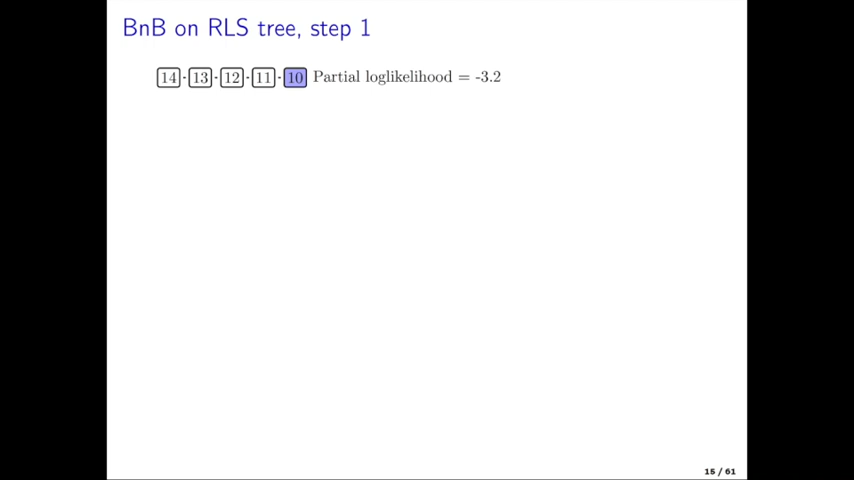 BnB on RLS tree, step 1
14 13 12 11 10 Partial loglikelihood = -3.2
15 / 61